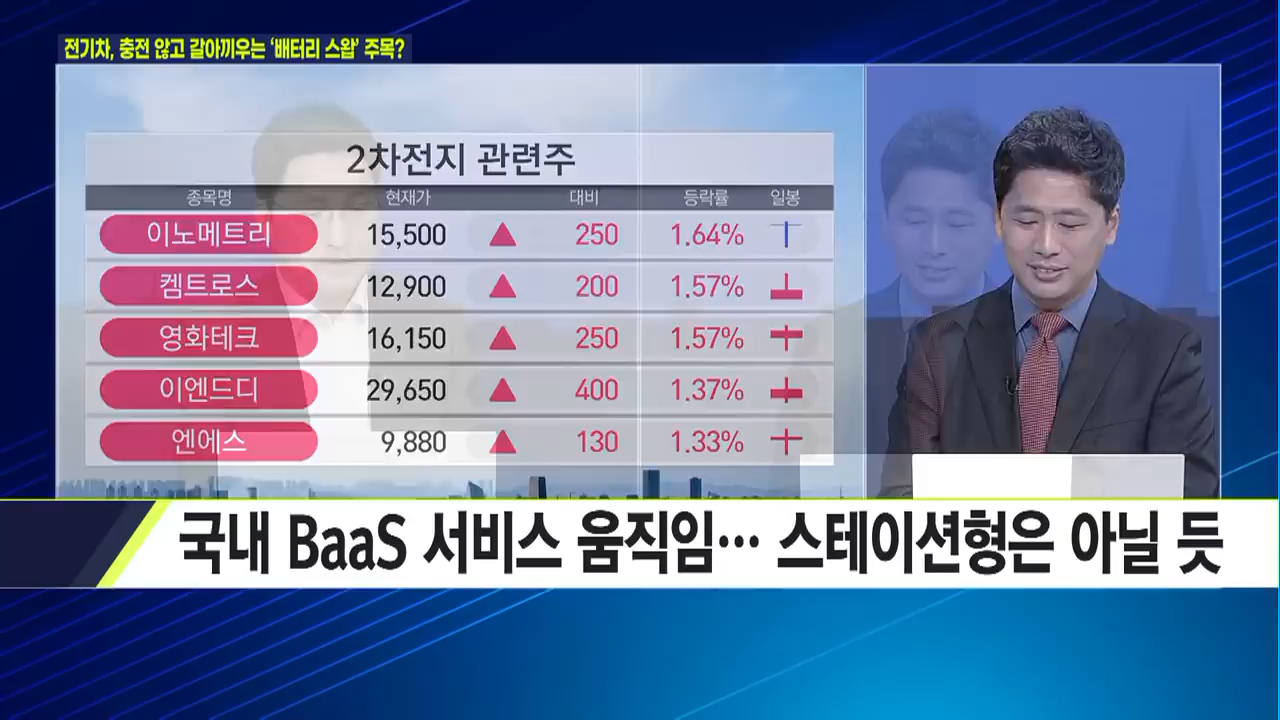 전기차, 충전 않고 갈아끼우는 '배터리 스왑' 주목?
2차전지 관련주
종목명 현재가 대비 등락률 일봉
이노메트리 15,500 ▲ 250 1.64%
켐트로스 12,900 ▲ 200 1.57%
영화테크 16,150 ▲ 250 1.57%
이엔드디 29,650 ▲ 400 1.37%
엔에스 9,880 ▲ 130 1.33%
국내 BaaS 서비스 움직임… 스테이션형은 아닐 듯